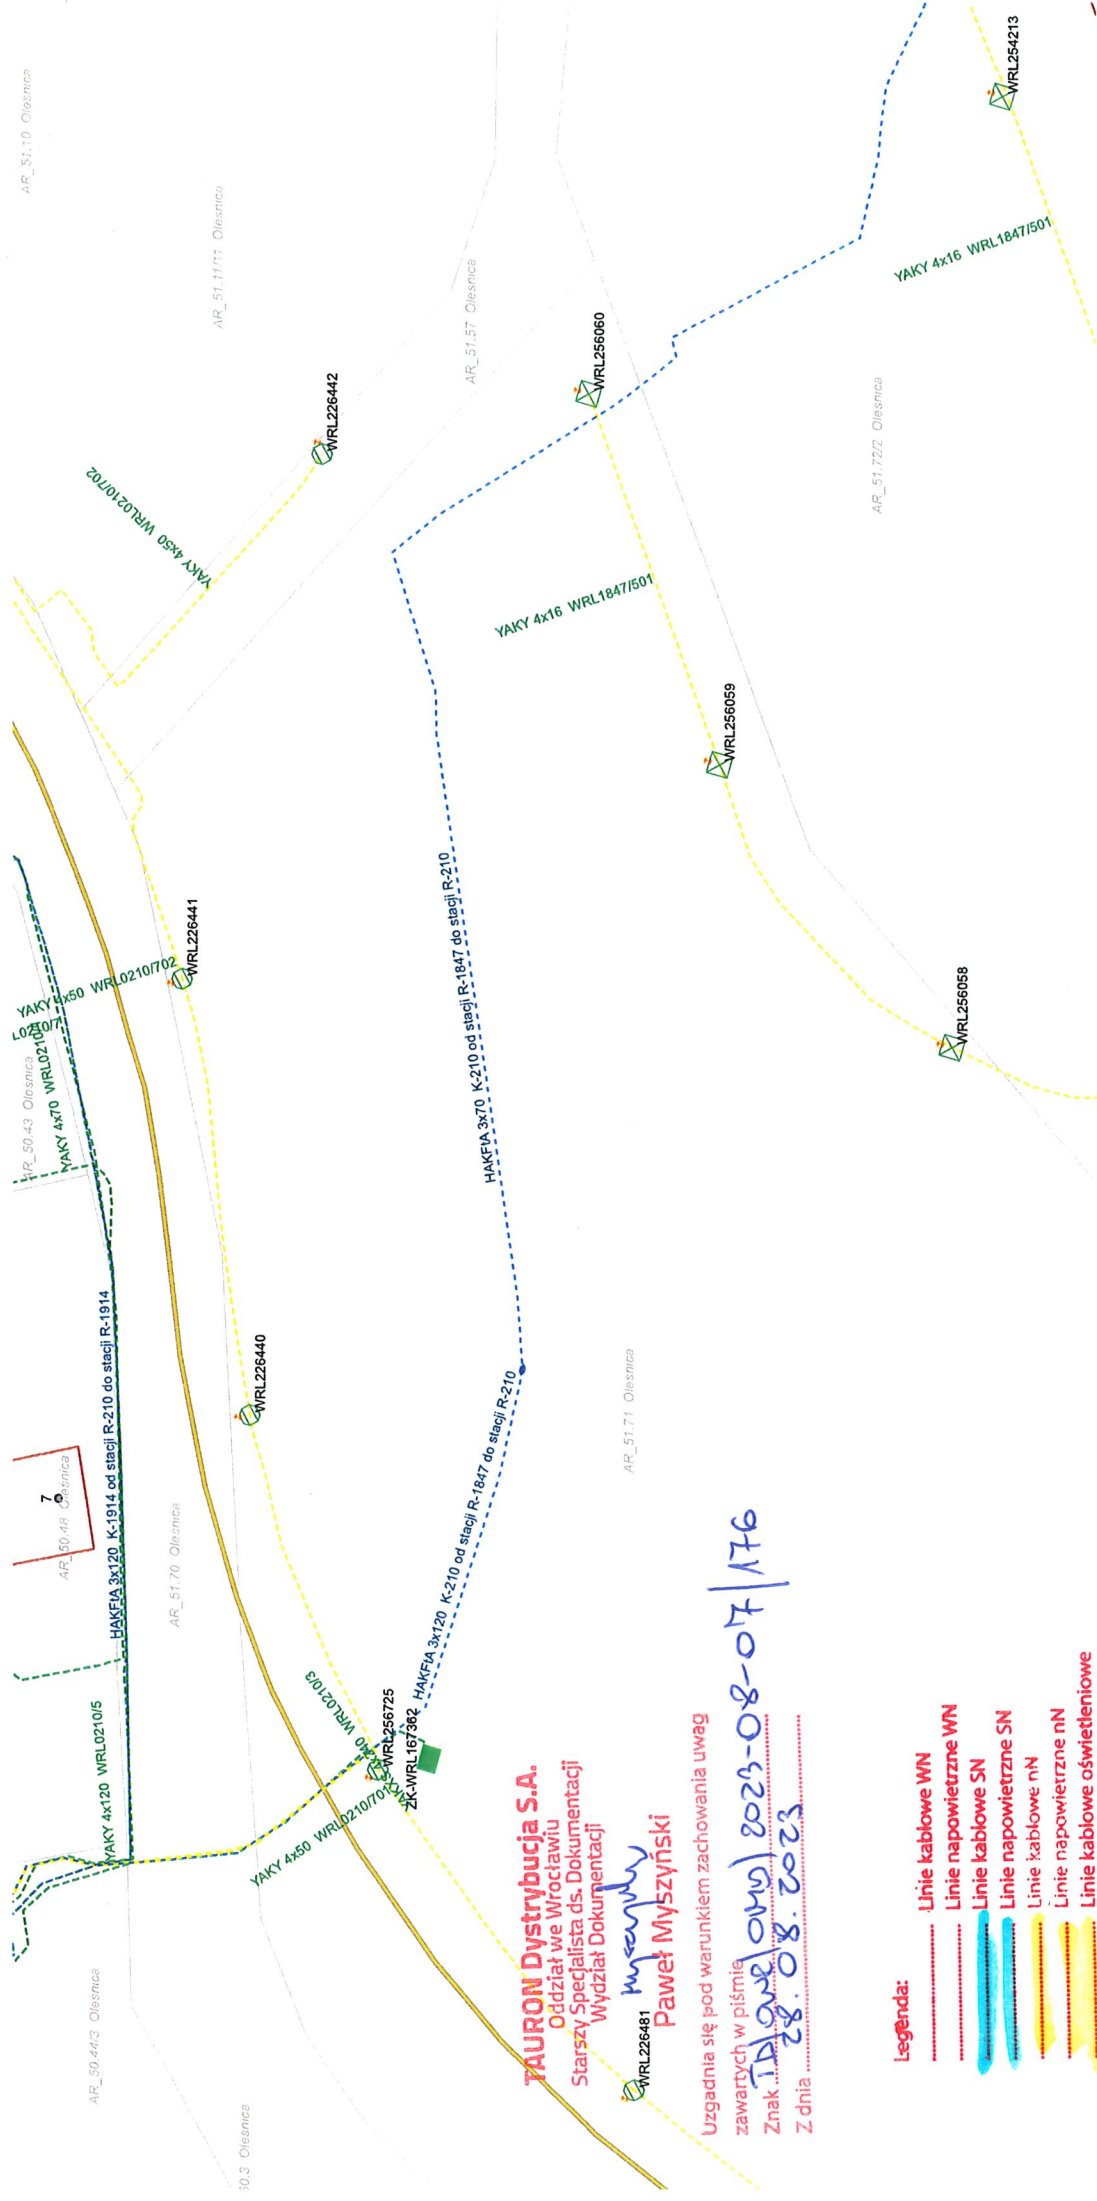 AR_51.10 Olesnica
AR_51.11/11 Olesnica
AR_51.57 Olesnica
AR_51.72/2 Olesnica
WRL254213
YAKY 4x16 WRL1847/501
WRL256060
WRL226442
YAKY 4x50 WRL0210/702
YAKY 4x16 WRL1847/501
WRL256059
WRL256058
HAKFtA 3x70 K-210 od stacji R-1847 do stacji R-210
WRL226441
YAKY 4x50 WRL0210/702
L0210/7
YAKY 4x70 WRL0210/
AR_50.43 Olesnica
HAKFtA 3x120 K-1914 od stacji R-210 do stacji R-1914
WRL226440
7
AR_50.48 Olesnica
AR_51.70 Olesnica
AR_51.71 Olesnica
HAKFtA 3x120 K-210 od stacji R-1847 do stacji R-210
YAKY 4x120 WRL0210/5
WRL0210/3
WRL256725
ZK-WRL167362
YAKY 4x50 WRL0210/701
AR_50.44/3 Olesnica
50.3 Olesnica
WRL226481
TAURON Dystrybucja S.A.
Oddział we Wrocławiu
Starszy Specjalista ds. Dokumentacji
Wydział Dokumentacji
Paweł Myszyński
Uzgadnia się pod warunkiem zachowania uwag
zawartych w piśmie
Znak 2023-08-07/176
Z dnia 28.08.2023
Legenda:
Linie kablowe WN
Linie napowietrzne WN
Linie kablowe SN
Linie napowietrzne SN
Linie kablowe nN
Linie napowietrzne nN
Linie kablowe oświetleniowe